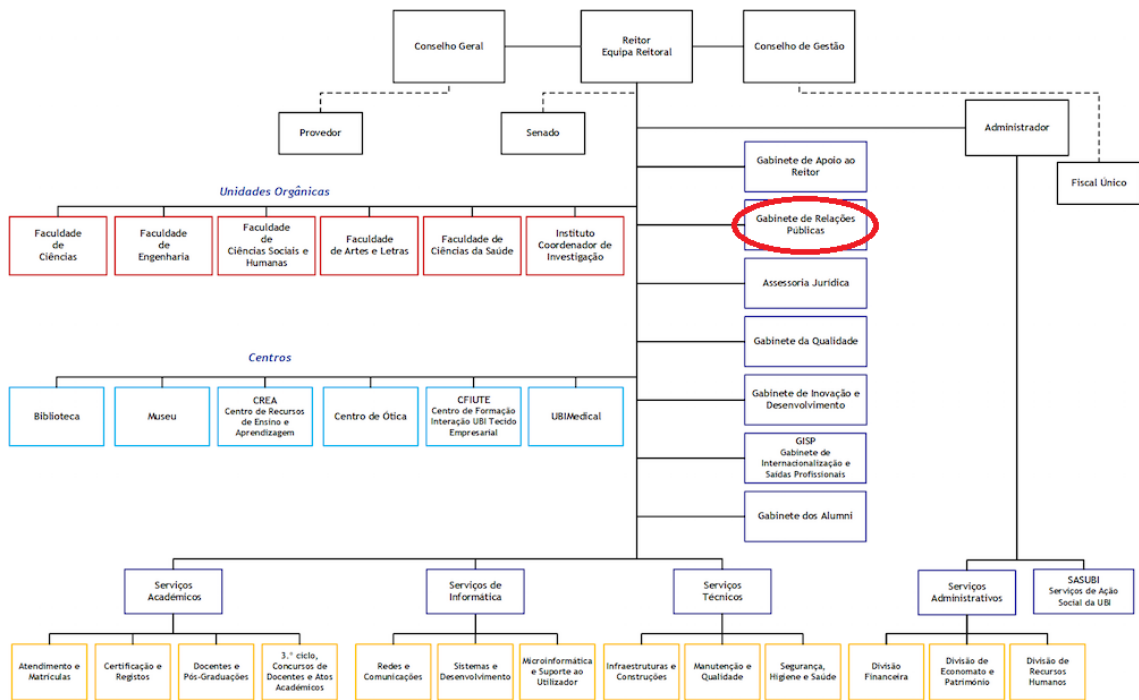 Conselho Geral
Reitor
Equipa Reitoral
Conselho de Gestão
Provedor
Senado
Administrador
Fiscal Único
Gabinete de Apoio ao
Reitor
Unidades Orgânicas
Faculdade
de
Ciências
Faculdade
de
Engenharia
Faculdade
de
Ciências Sociais e
Humanas
Faculdade
de Artes e Letras
Faculdade de
Ciências da Saúde
Instituto
Coordenador de
Investigação
Gabinete de Relações
Públicas
Assessoria Jurídica
Gabinete da Qualidade
Centros
Biblioteca
Museu
CREA
Centro de Recursos
de Ensino e
Aprendizagem
Centro de Ótica
CFIUTE
Centro de Formação
Interação UBI Tecido
Empresarial
UBIMedical
Gabinete de Inovação e
Desenvolvimento
GISP
Gabinete de
Internacionalização e
Saídas Profissionais
Gabinete dos Alumni
Serviços
Académicos
Serviços de
Informática
Serviços
Técnicos
Serviços
Administrativos
SASUBI
Serviços de Ação
Social da UBI
Atendimento e
Matrículas
Certificação e
Registos
Docentes e
Pós-Graduações
3.º ciclo,
Concursos de
Docentes e Atos
Académicos
Redes e
Comunicações
Sistemas e
Desenvolvimento
Microinformática
e Suporte ao
Utilizador
Infraestruturas e
Construções
Manutenção e
Qualidade
Segurança,
Higiene e Saúde
Divisão
Financeira
Divisão de
Economato e
Património
Divisão de
Recursos
Humanos